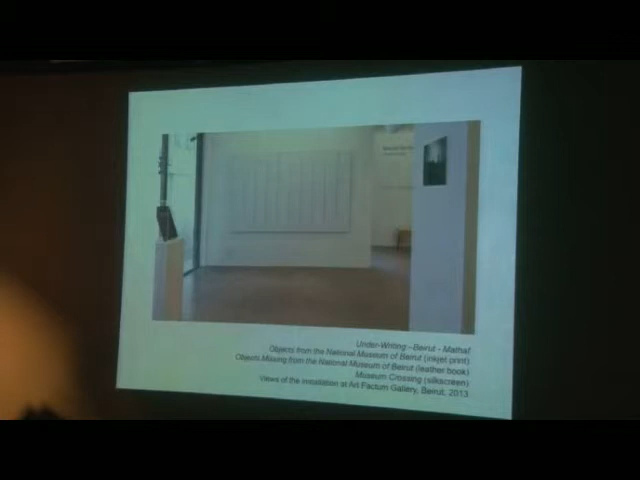 Under-Writing - Beirut - Mathaf
Objects from the National Museum of Beirut (inkjet print)
Objects Missing from the National Museum of Beirut (leather book)
Museum Crossing (silkscreen)
Views of the installation at Art Factum Gallery, Beirut, 2013